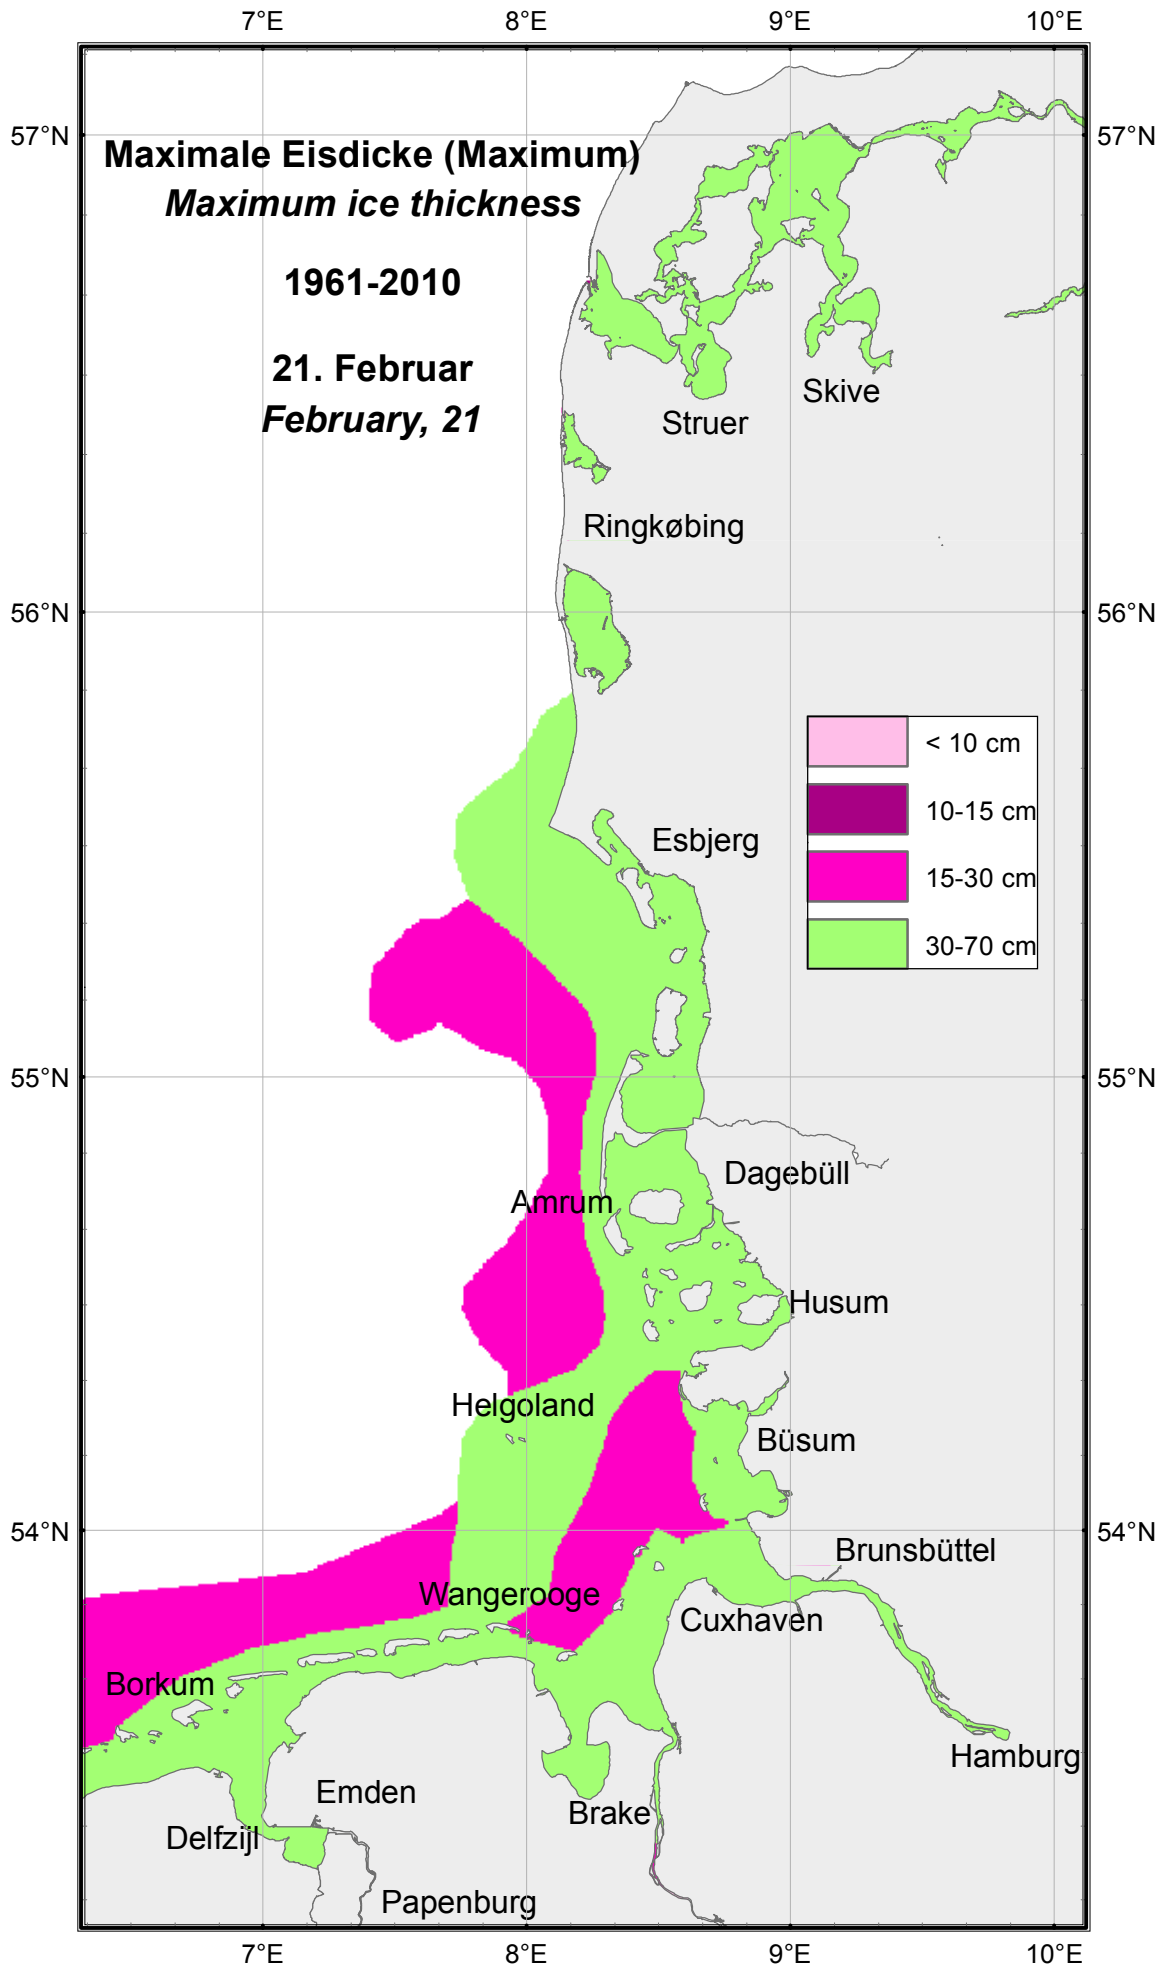 7°E 8°E 9°E 10°E
57°N 57°N
Maximale Eisdicke (Maximum)
Maximum ice thickness
1961-2010
21. Februar
February, 21
Skive
Struer
Ringkøbing
56°N 56°N
< 10 cm
10-15 cm
15-30 cm
30-70 cm
Esbjerg
55°N 55°N
Dagebüll
Amrum
Husum
Helgoland
Büsum
54°N 54°N
Brunsbüttel
Wangerooge
Cuxhaven
Borkum
Hamburg
Emden
Brake
Delfzijl
Papenburg
7°E 8°E 9°E 10°E